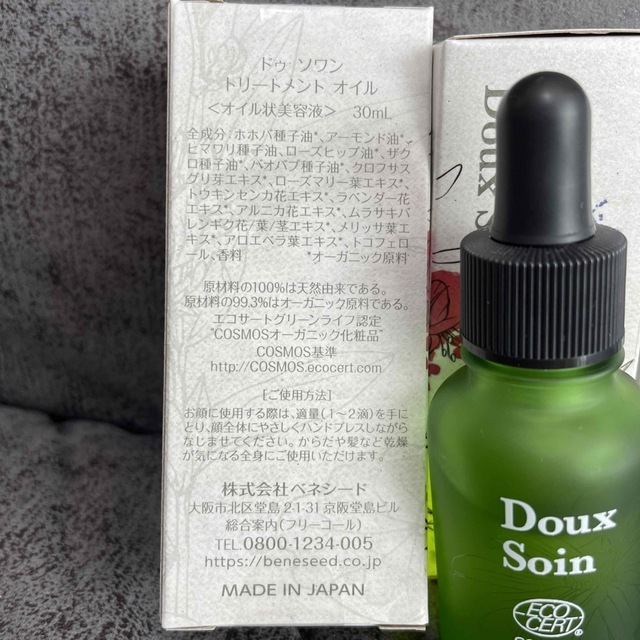 ドゥ ソワン
トリートメント オイル
<オイル状美容液> 30mL
全成分:ホホバ種子油*、アーモンド油*、
ヒマワリ種子油、ローズヒップ油*、ザク
ロ種子油*、バオバブ種子油*、クロフサス
グリ芽エキス*、ローズマリー葉エキス*、
トウキンセンカ花エキス*、ラベンダー花
エキス*、アルニカ花エキス*、ムラサキバ
レンギク花/葉/茎エキス*、メリッサ葉エ
キス*、アロエベラ葉エキス*、トコフェロ
ール、香料 *オーガニック原料
原材料の100%は天然由来である。
原材料の99.3%はオーガニック原料である。
エコサートグリーンライフ認定
"COSMOSオーガニック化粧品"
COSMOS基準
http://COSMOS.ecocert.com
[ご使用方法]
お顔に使用する際は、適量(1〜2滴)を手に
とり、顔全体にやさしくハンドプレスしながら
なじませてください。からだや髪など乾燥
が気になる全身にご使用いただけます。
株式会社ベネシード
大阪市北区堂島 2-1-31 京阪堂島ビル
総合案内(フリーコール)
TEL.0800-1234-005
https://beneseed.co.jp
MADE IN JAPAN
Doux
Doux
Soin
ECO
CERT